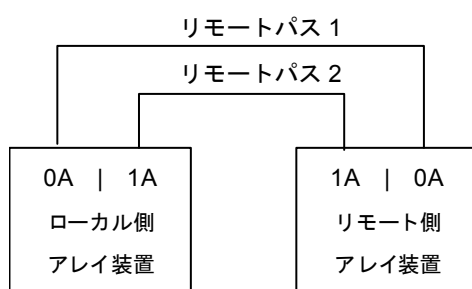 リモートパス 1
リモートパス 2
0A | 1A
ローカル側
アレイ装置
1A | 0A
リモート側
アレイ装置